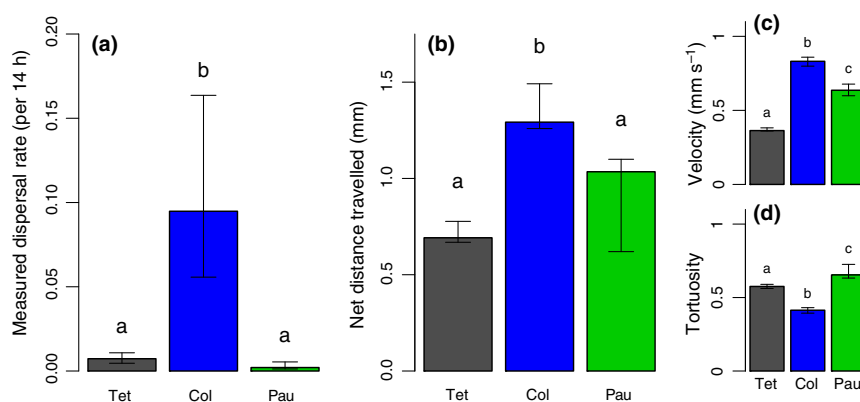 (a)
Measured dispersal rate (per 14 h)
0.20
0.15
0.10
0.05
0.00
a
b
a
Tet
Col
Pau
(b)
Net distance travelled (mm)
1.5
1.0
0.5
0.0
a
b
a
Tet
Col
Pau
(c)
Velocity (mm s⁻¹)
1
0.5
0
a
b
c
(d)
Tortuosity
1
0.5
0
a
b
c
Tet
Col
Pau